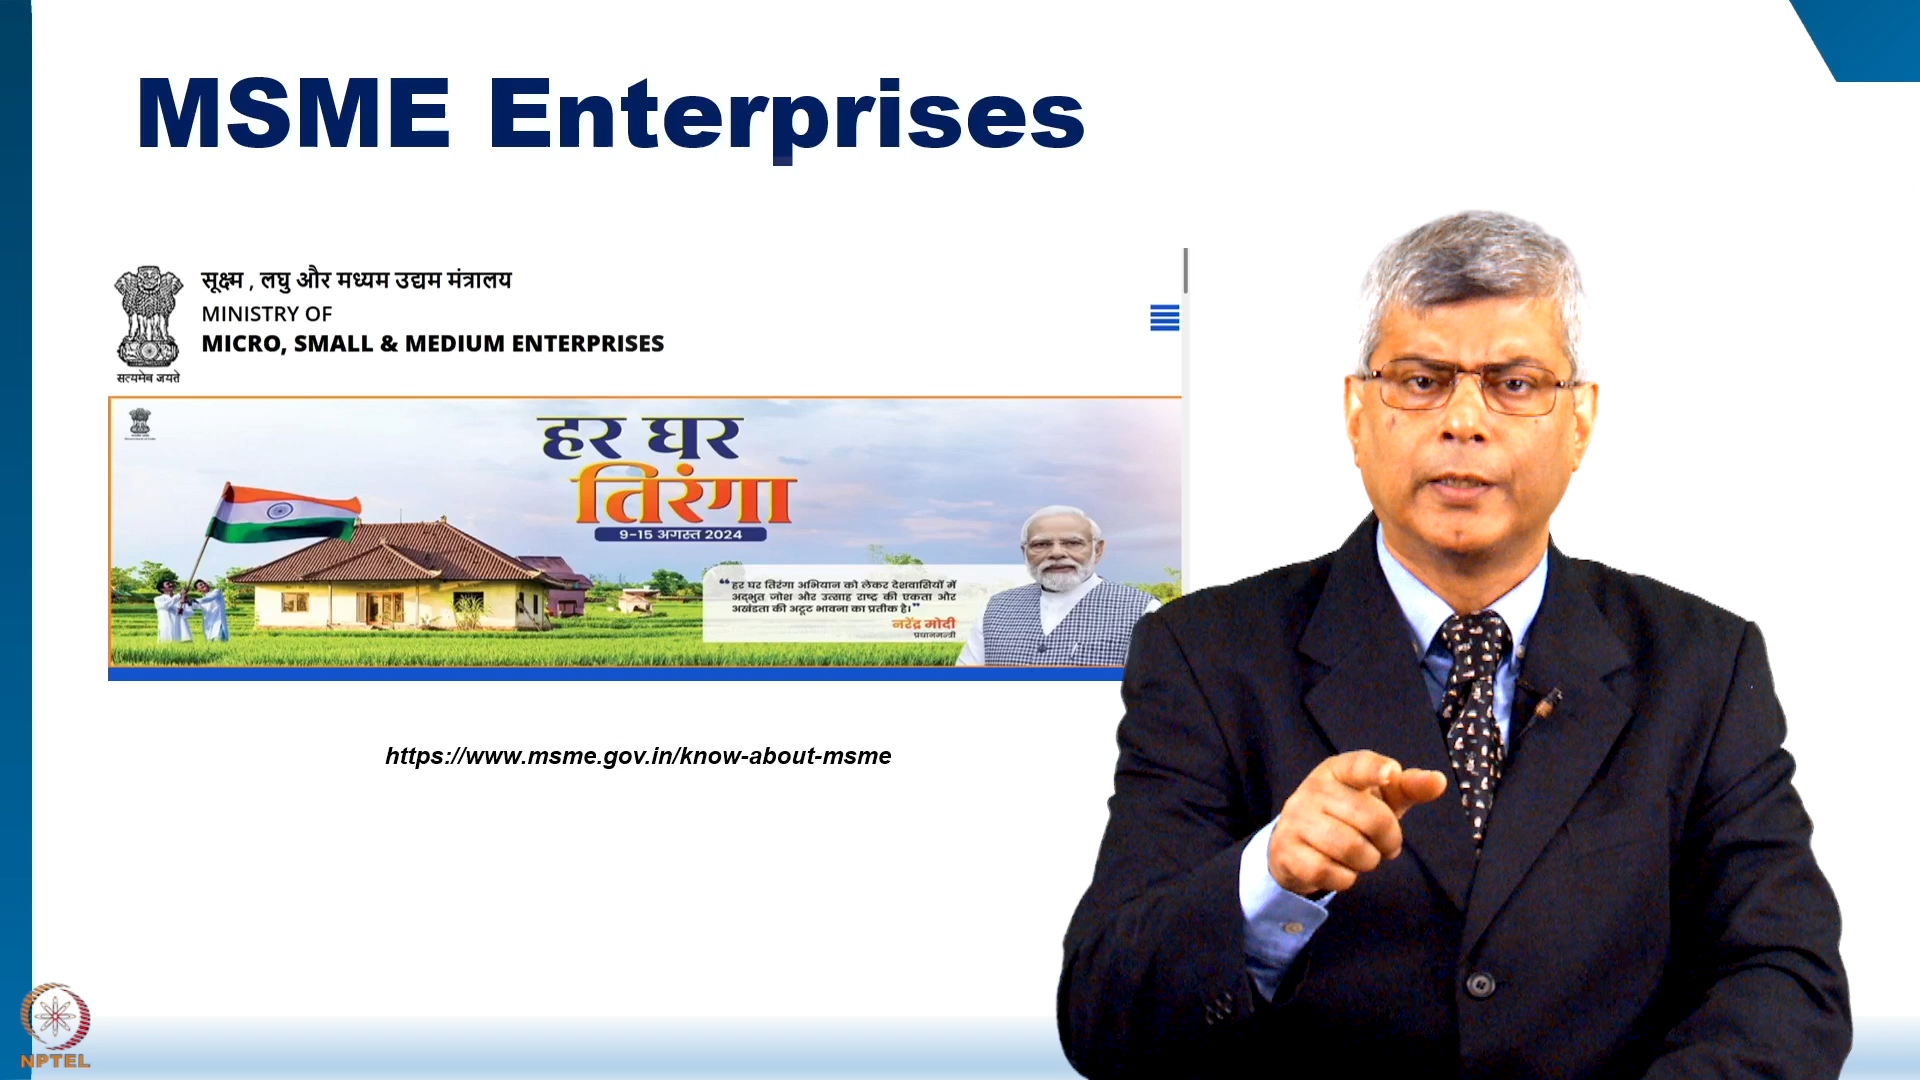 MSME Enterprises
सूक्ष्म , लघु और मध्यम उद्यम मंत्रालय
MINISTRY OF
MICRO, SMALL & MEDIUM ENTERPRISES
सत्यमेव जयते
हर घर
तिरंगा
9-15 अगस्त 2024
“हर घर तिरंगा अभियान को लेकर देशवासियों में
अद्भुत जोश और उत्साह राष्ट्र की एकता और
अखंडता की अटूट भावना का प्रतीक है।”
नरेंद्र मोदी
प्रधानमन्त्री
https://www.msme.gov.in/know-about-msme
NPTEL